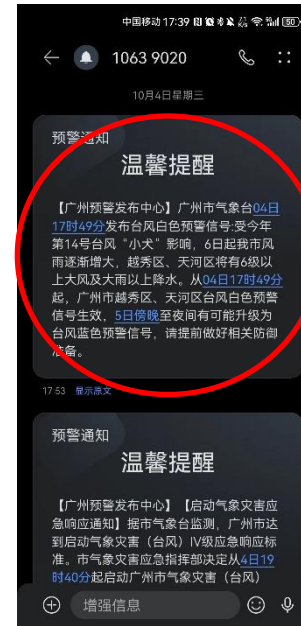 中国移动 17:39
50
1063 9020
10月4日星期三
预警通知
温馨提醒
【广州预警发布中心】广州市气象台04日
17时49分发布台风白色预警信号:受今年
第14号台风“小犬”影响，6日起我市风
雨逐渐增大，越秀区、天河区将有6级以
上大风及大雨以上降水。从04日17时49分
起，广州市越秀区、天河区台风白色预警
信号生效，5日傍晚至夜间有可能升级为
台风蓝色预警信号，请提前做好相关防御
准备。
17:53 显示原文
预警通知
温馨提醒
【广州预警发布中心】【启动气象灾害应
急响应通知】据市气象台监测，广州市达
到启动气象灾害（台风）IV级应急响应标
准。市气象灾害应急指挥部决定从4日19
时40分起启动广州市气象灾害（台风）
增强信息